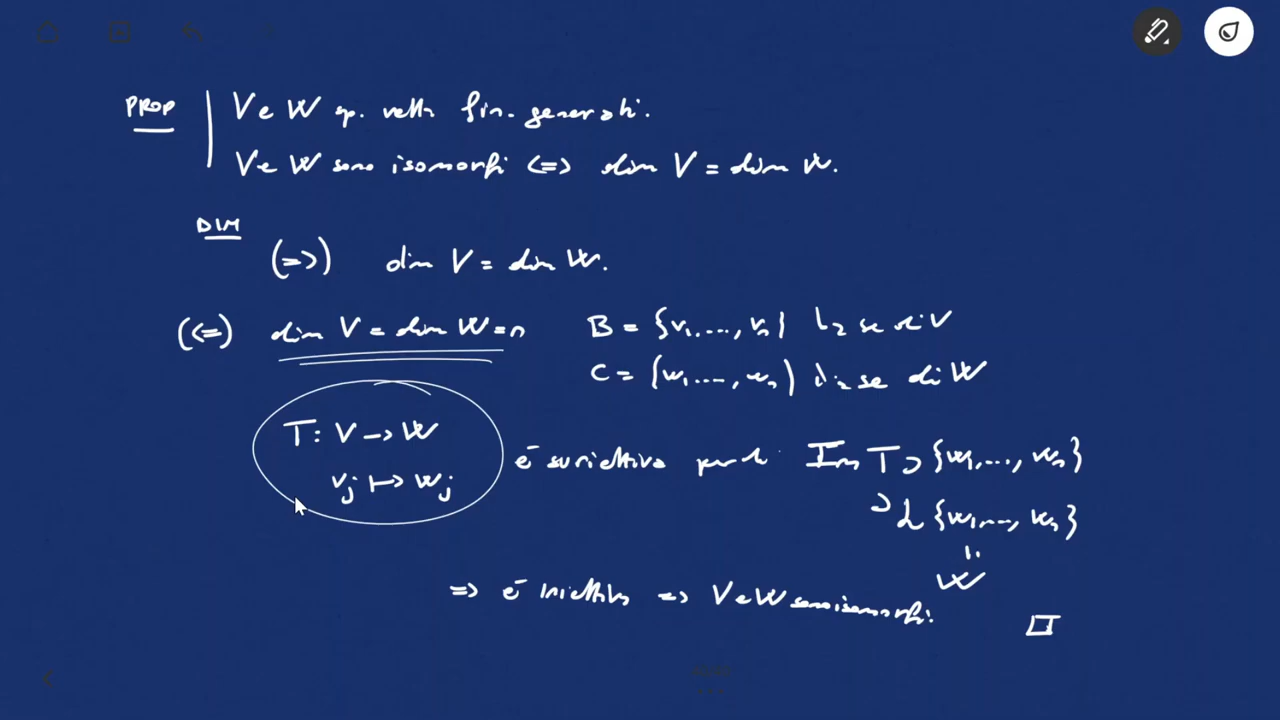 PROP V e W sp. vett. fin. generati.
V e W sono isomorfi <=> dim V = dim W.
DIM
(=>) dim V = dim W.
(<=) dim V = dim W = n B = {v1, ..., vn} base di V
C = {w1, ..., wn} base di W
T: V -> W
vj |-> wj
è suriettiva perché Im T ⊃ {w1, ..., wn}
⊃ L {w1, ..., wn}
=
W
=> è iniettiva => V e W sono isomorfi.
□